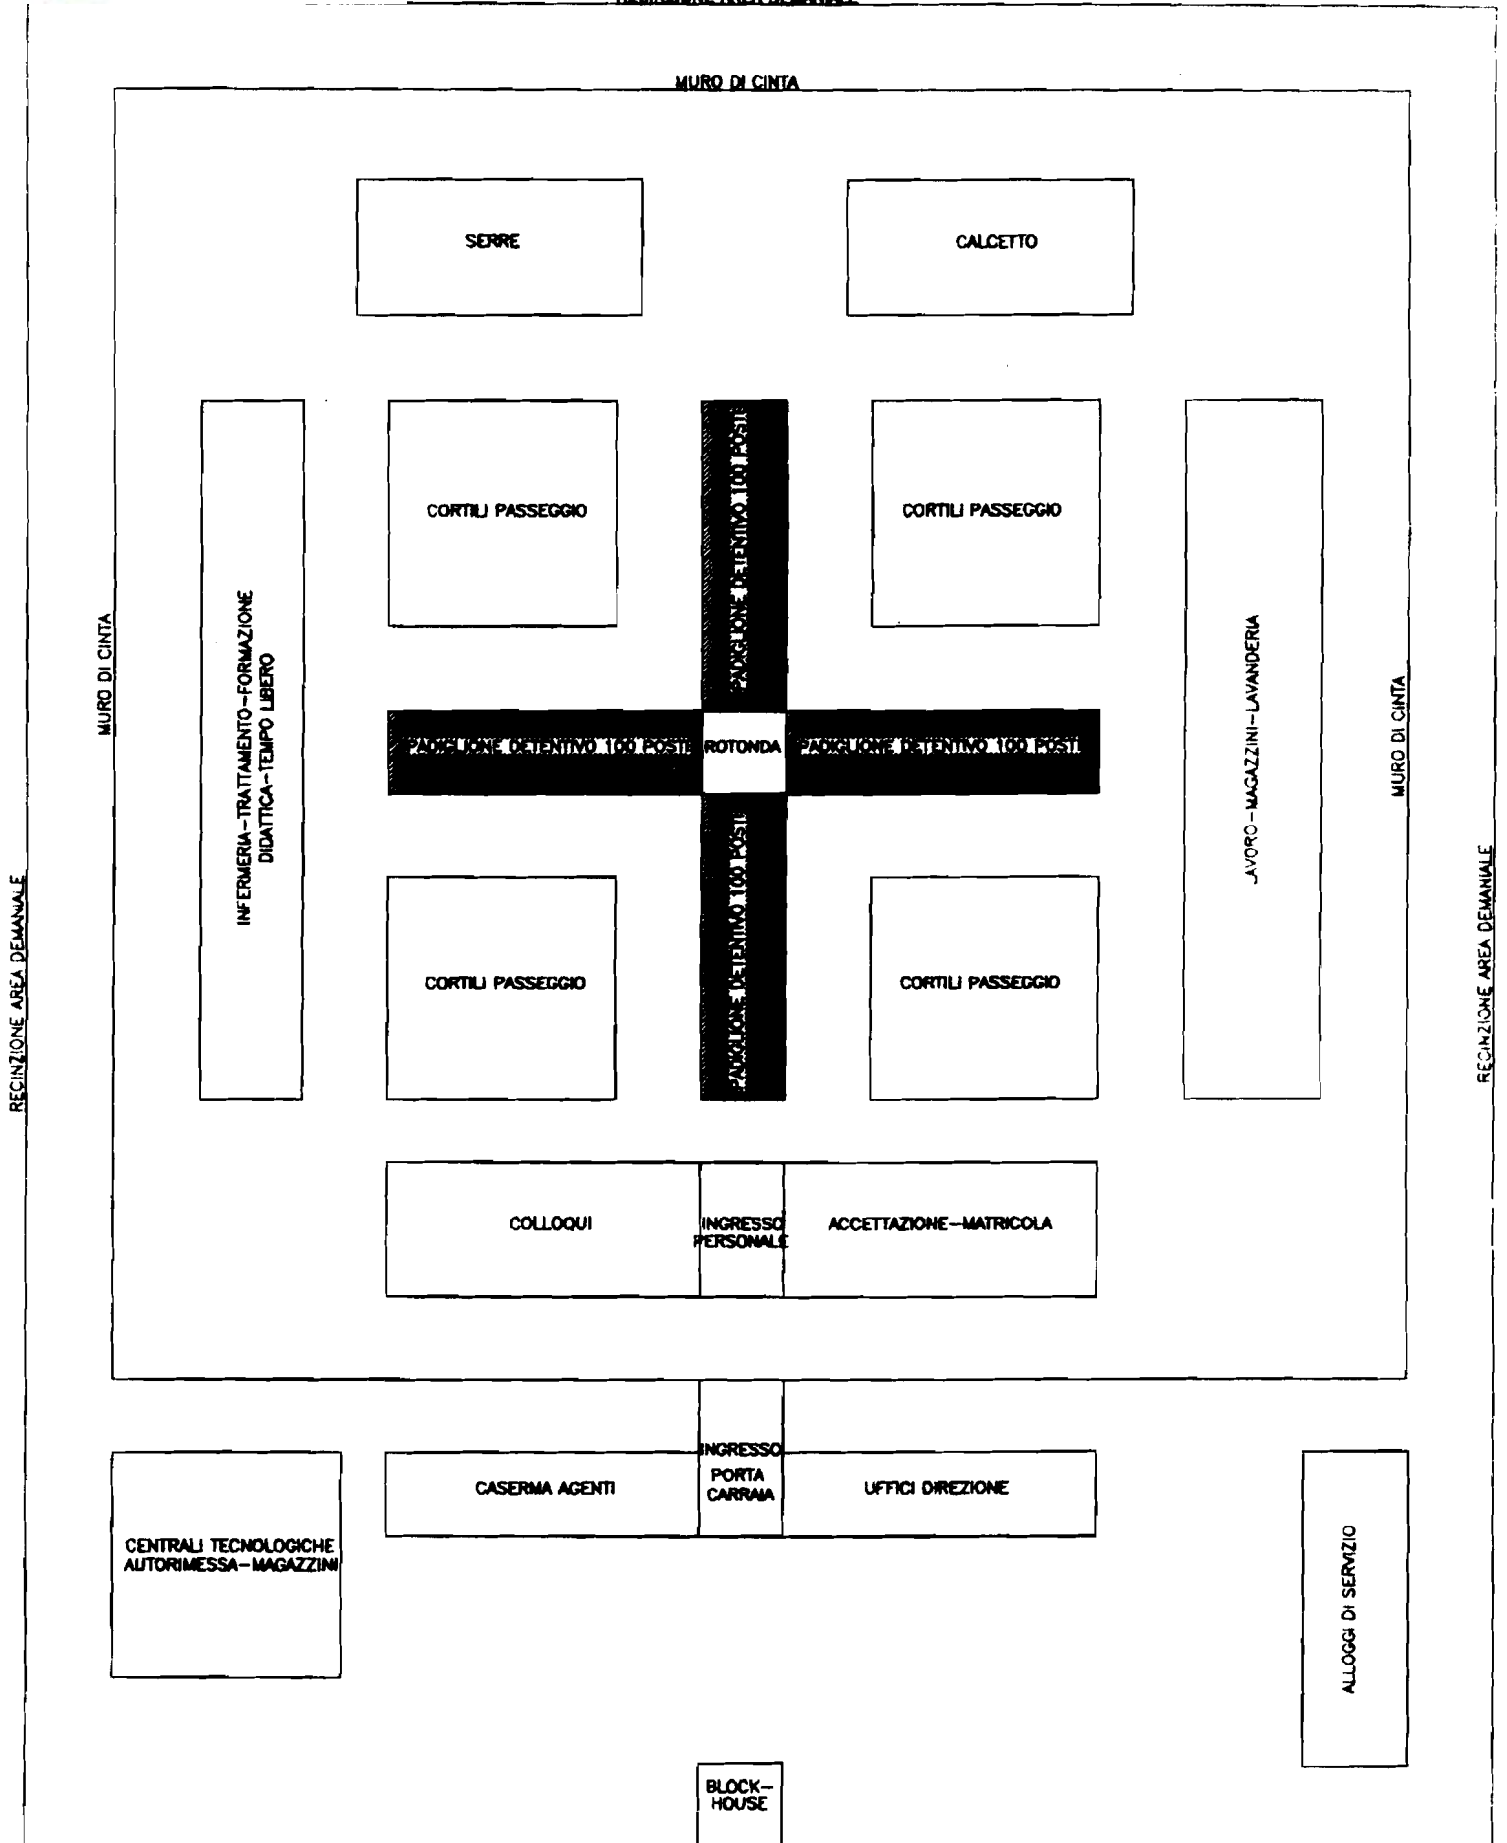 MURO DI CINTA
SERRE
CALCETTO
CORTILI PASSEGGIO
PADIGLIONE DETENTIVO 100 POSTI
CORTILI PASSEGGIO
MURO DI CINTA
INFERMERIA-TRATTAMENTO-FORMAZIONE
DIDATTICA-TEMPO LIBERO
LAVORO-MAGAZZINI-LAVANDERIA
MURO DI CINTA
PADIGLIONE DETENTIVO 100 POSTI
ROTONDA
PADIGLIONE DETENTIVO 100 POSTI
RECINZIONE AREA DEMANIALE
RECINZIONE AREA DEMANIALE
CORTILI PASSEGGIO
PADIGLIONE DETENTIVO 100 POSTI
CORTILI PASSEGGIO
COLLOQUI
INGRESSO
PERSONALE
ACCETTAZIONE-MATRICOLA
CASERMA AGENTI
INGRESSO
PORTA
CARRAIA
UFFICI DIREZIONE
CENTRALI TECNOLOGICHE
AUTORIMESSA-MAGAZZINI
ALLOGGI DI SERVIZIO
BLOCK-
HOUSE